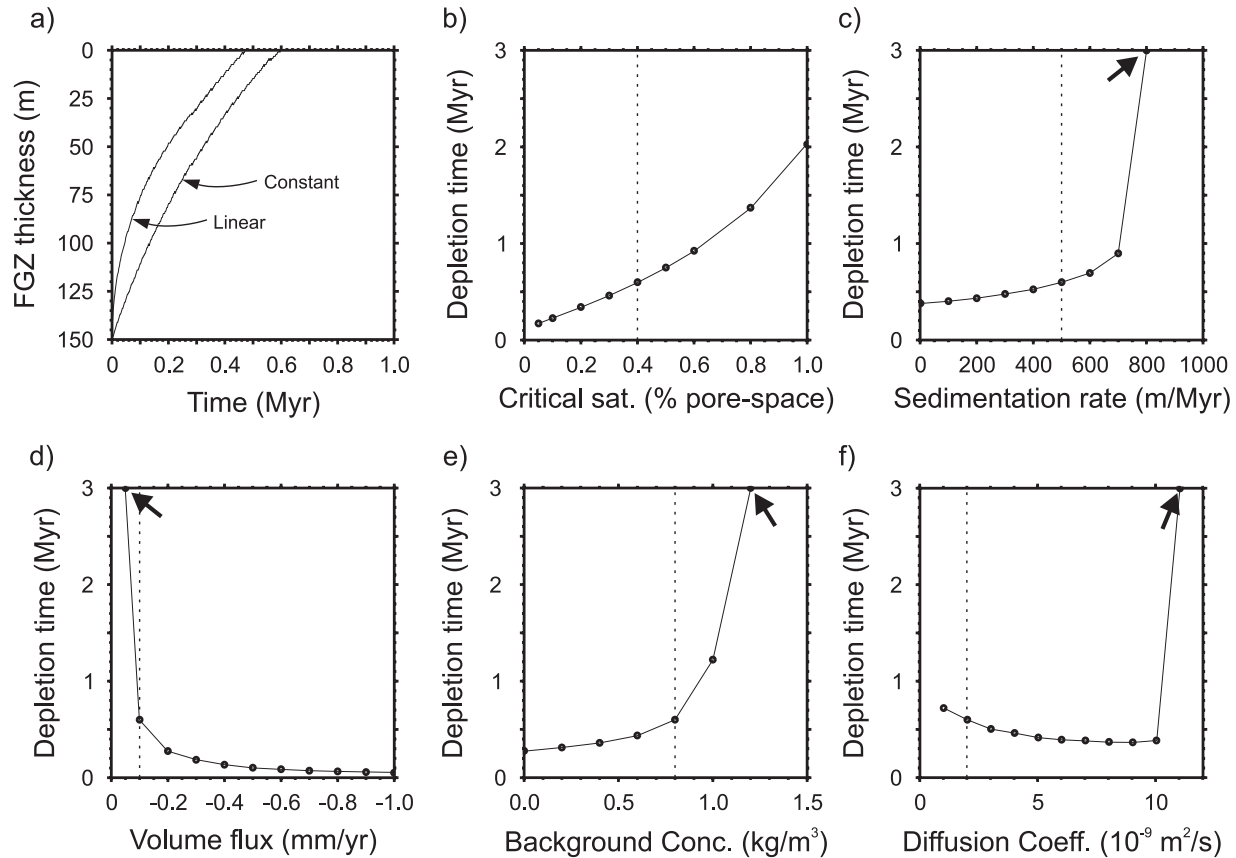 a)
0
25
50
75
100
125
150
FGZ thickness (m)
Constant
Linear
0 0.2 0.4 0.6 0.8 1.0
Time (Myr)
b)
3
2
1
0
Depletion time (Myr)
0.0 0.2 0.4 0.6 0.8 1.0
Critical sat. (% pore-space)
c)
3
2
1
0
Depletion time (Myr)
0 200 400 600 800 1000
Sedimentation rate (m/Myr)
d)
3
2
1
0
Depletion time (Myr)
0 -0.2 -0.4 -0.6 -0.8 -1.0
Volume flux (mm/yr)
e)
3
2
1
0
Depletion time (Myr)
0.0 0.5 1.0 1.5
Background Conc. (kg/m³)
f)
3
2
1
0
Depletion time (Myr)
0 5 10
Diffusion Coeff. (10⁻⁹ m²/s)